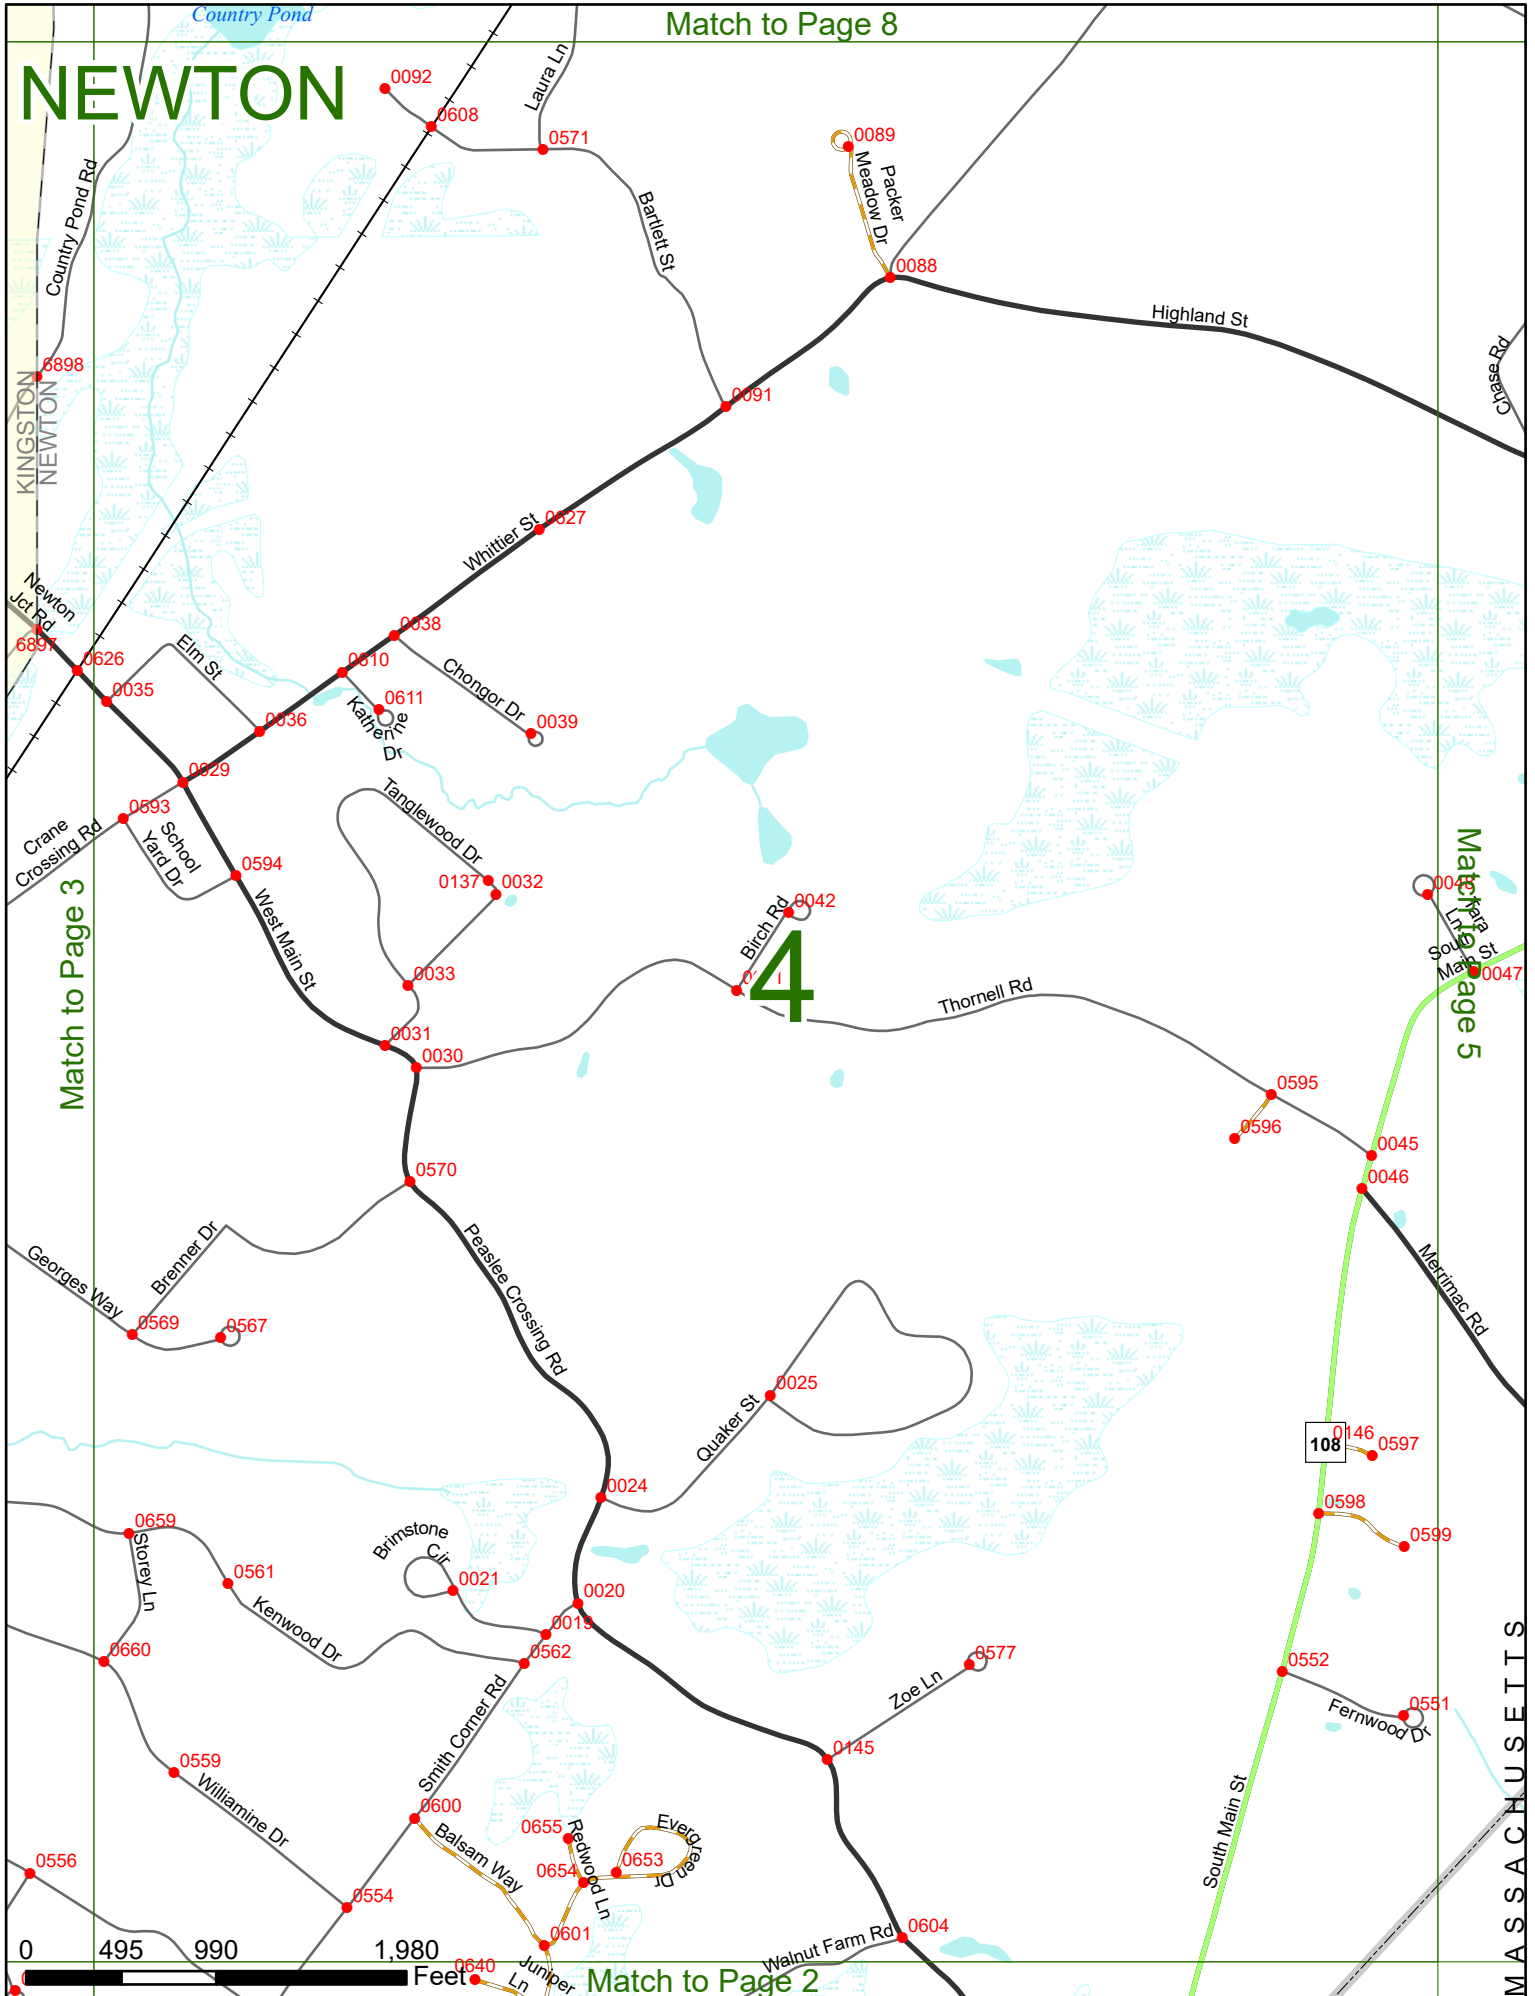 Country Pond
Match to Page 8
NEWTON
0092
0608
Laura Ln
0571
0089
Packer
Meadow Dr
Country Pond Rd
Bartlett St
0088
Highland St
Chase Rd
6898
KINGSTON
NEWTON
0091
Whittier St
0627
Newton
Jct Rd
6897
0626
0035
Elm St
0038
0610
Chongor Dr
0611
Katherine
Dr
0039
0036
0029
0593
Crane
Crossing Rd
School
Yard Dr
0594
Tanglewood Dr
0137
0032
Match to Page 3
West Main St
0033
Birch Rd
0042
4
Thornell Rd
Match to Page 5
Tara
Ln
South
Main St
0047
0031
0030
0595
0596
0045
0046
0570
Georges Way
Brenner Dr
0569
0567
Peaslee Crossing Rd
Merrimac Rd
0025
Quaker St
108
0146
0597
0024
0598
0599
0659
Storey Ln
0561
Brimstone
Cir
0021
0020
0019
Kenwood Dr
0562
0660
0577
Zoe Ln
0552
0551
Fernwood Dr
Smith Corner Rd
0145
0559
Williamine Dr
0600
Balsam Way
0655
Redwood Ln
Evergreen Dr
0654
0653
South Main St
MASSACHUSETTS
0556
0554
0601
0604
Walnut Farm Rd
0 495 990 1,980
Feet
0640
Juniper
Ln
Match to Page 2